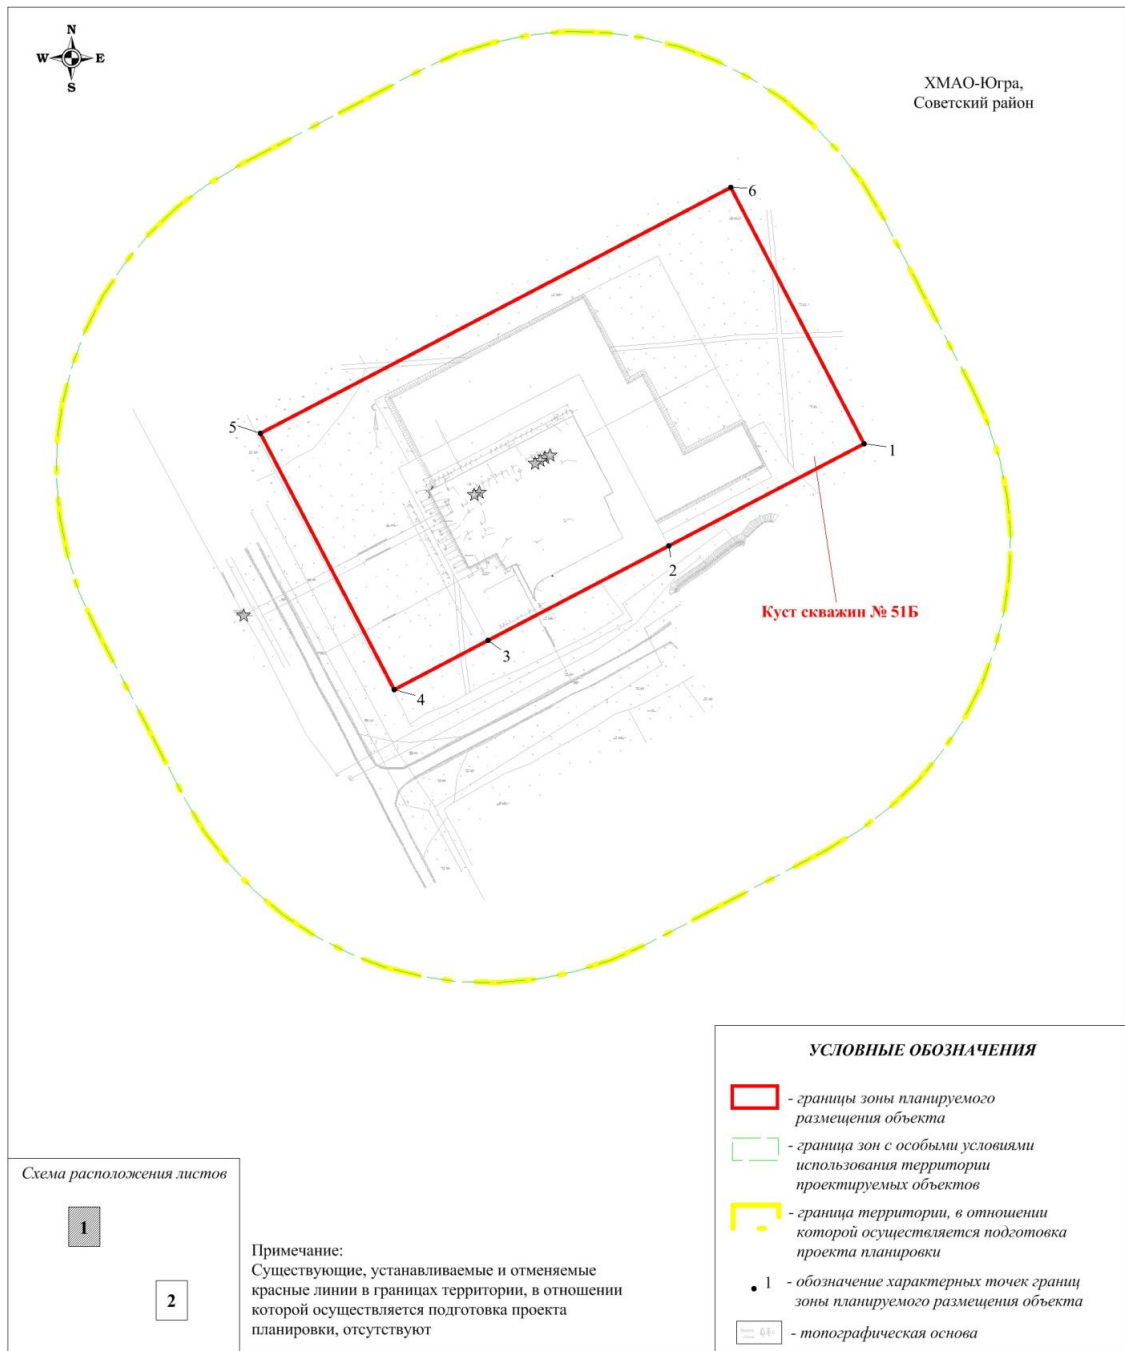 N
W E
S
ХМАО-Югра,
Советский район
6
5
1
2
Куст скважин № 51Б
3
4
УСЛОВНЫЕ ОБОЗНАЧЕНИЯ
- границы зоны планируемого
размещения объекта
- граница зон с особыми условиями
использования территории
проектируемых объектов
- граница территории, в отношении
которой осуществляется подготовка
проекта планировки
1 - обозначение характерных точек границ
зоны планируемого размещения объекта
- топографическая основа
Схема расположения листов
1
2
Примечание:
Существующие, устанавливаемые и отменяемые
красные линии в границах территории, в отношении
которой осуществляется подготовка проекта
планировки, отсутствуют